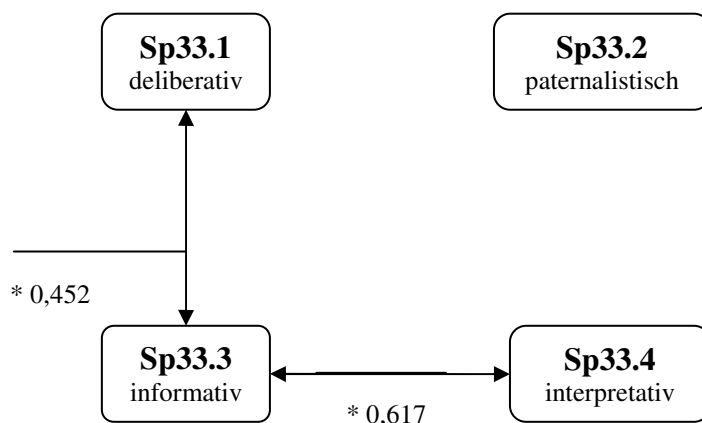 Sp33.1
deliberativ
Sp33.2
paternalistisch
* 0,452
Sp33.3
informativ
Sp33.4
interpretativ
* 0,617